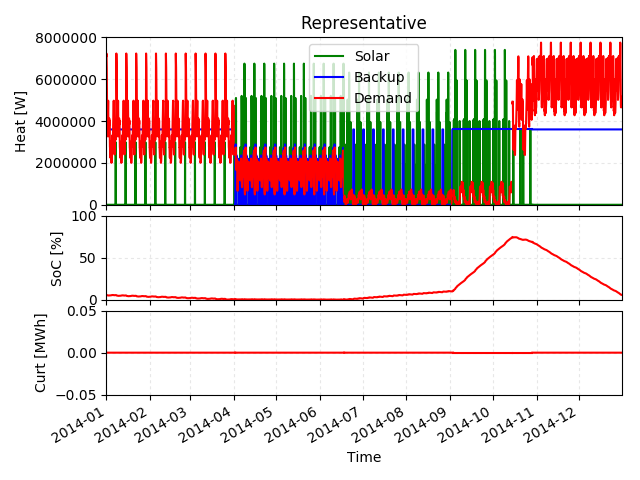 Representative
Heat [W]
8000000
6000000
4000000
2000000
0
Solar
Backup
Demand
SoC [%]
100
50
0
Curt [MWh]
0.05
0.00
−0.05
2014-01
2014-02
2014-03
2014-04
2014-05
2014-06
2014-07
2014-08
2014-09
2014-10
2014-11
2014-12
Time